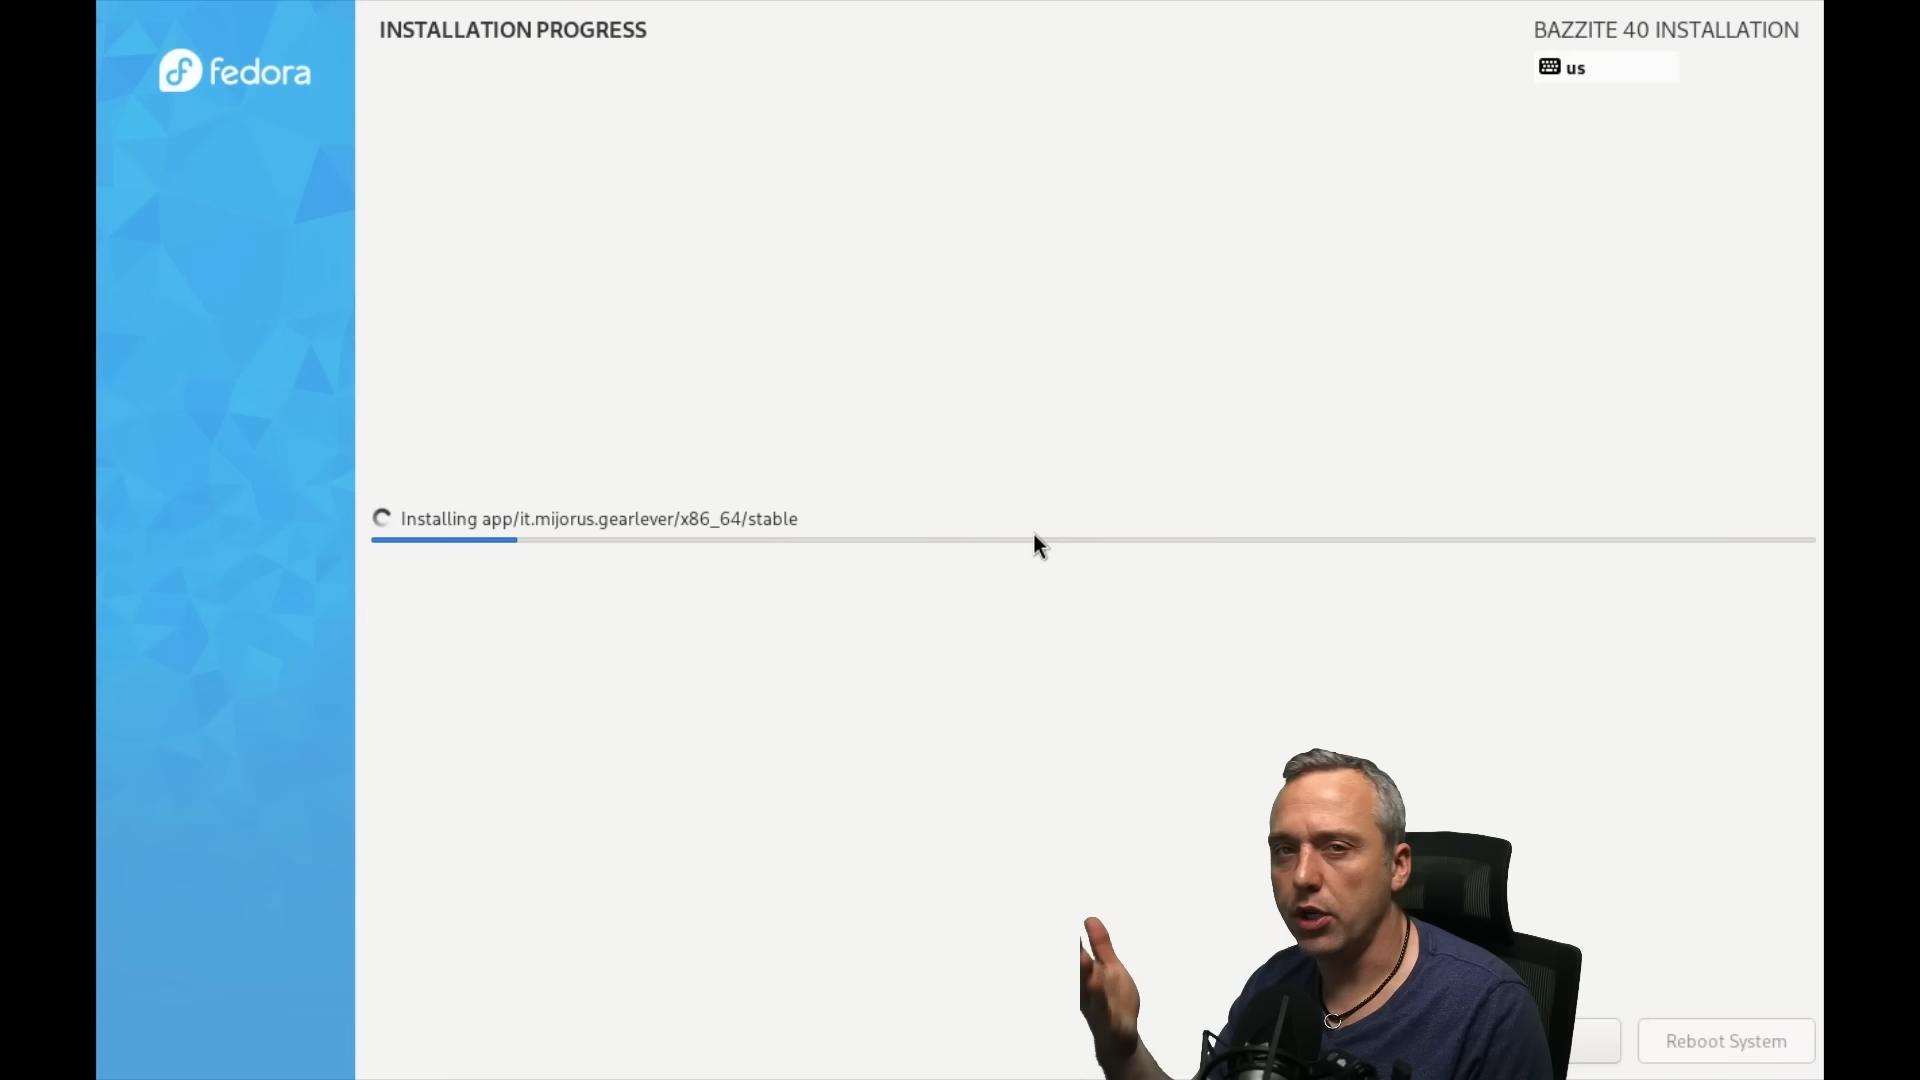 fedora
INSTALLATION PROGRESS
BAZZITE 40 INSTALLATION
us
Installing app/it.mijorus.gearlever/x86_64/stable
Reboot System